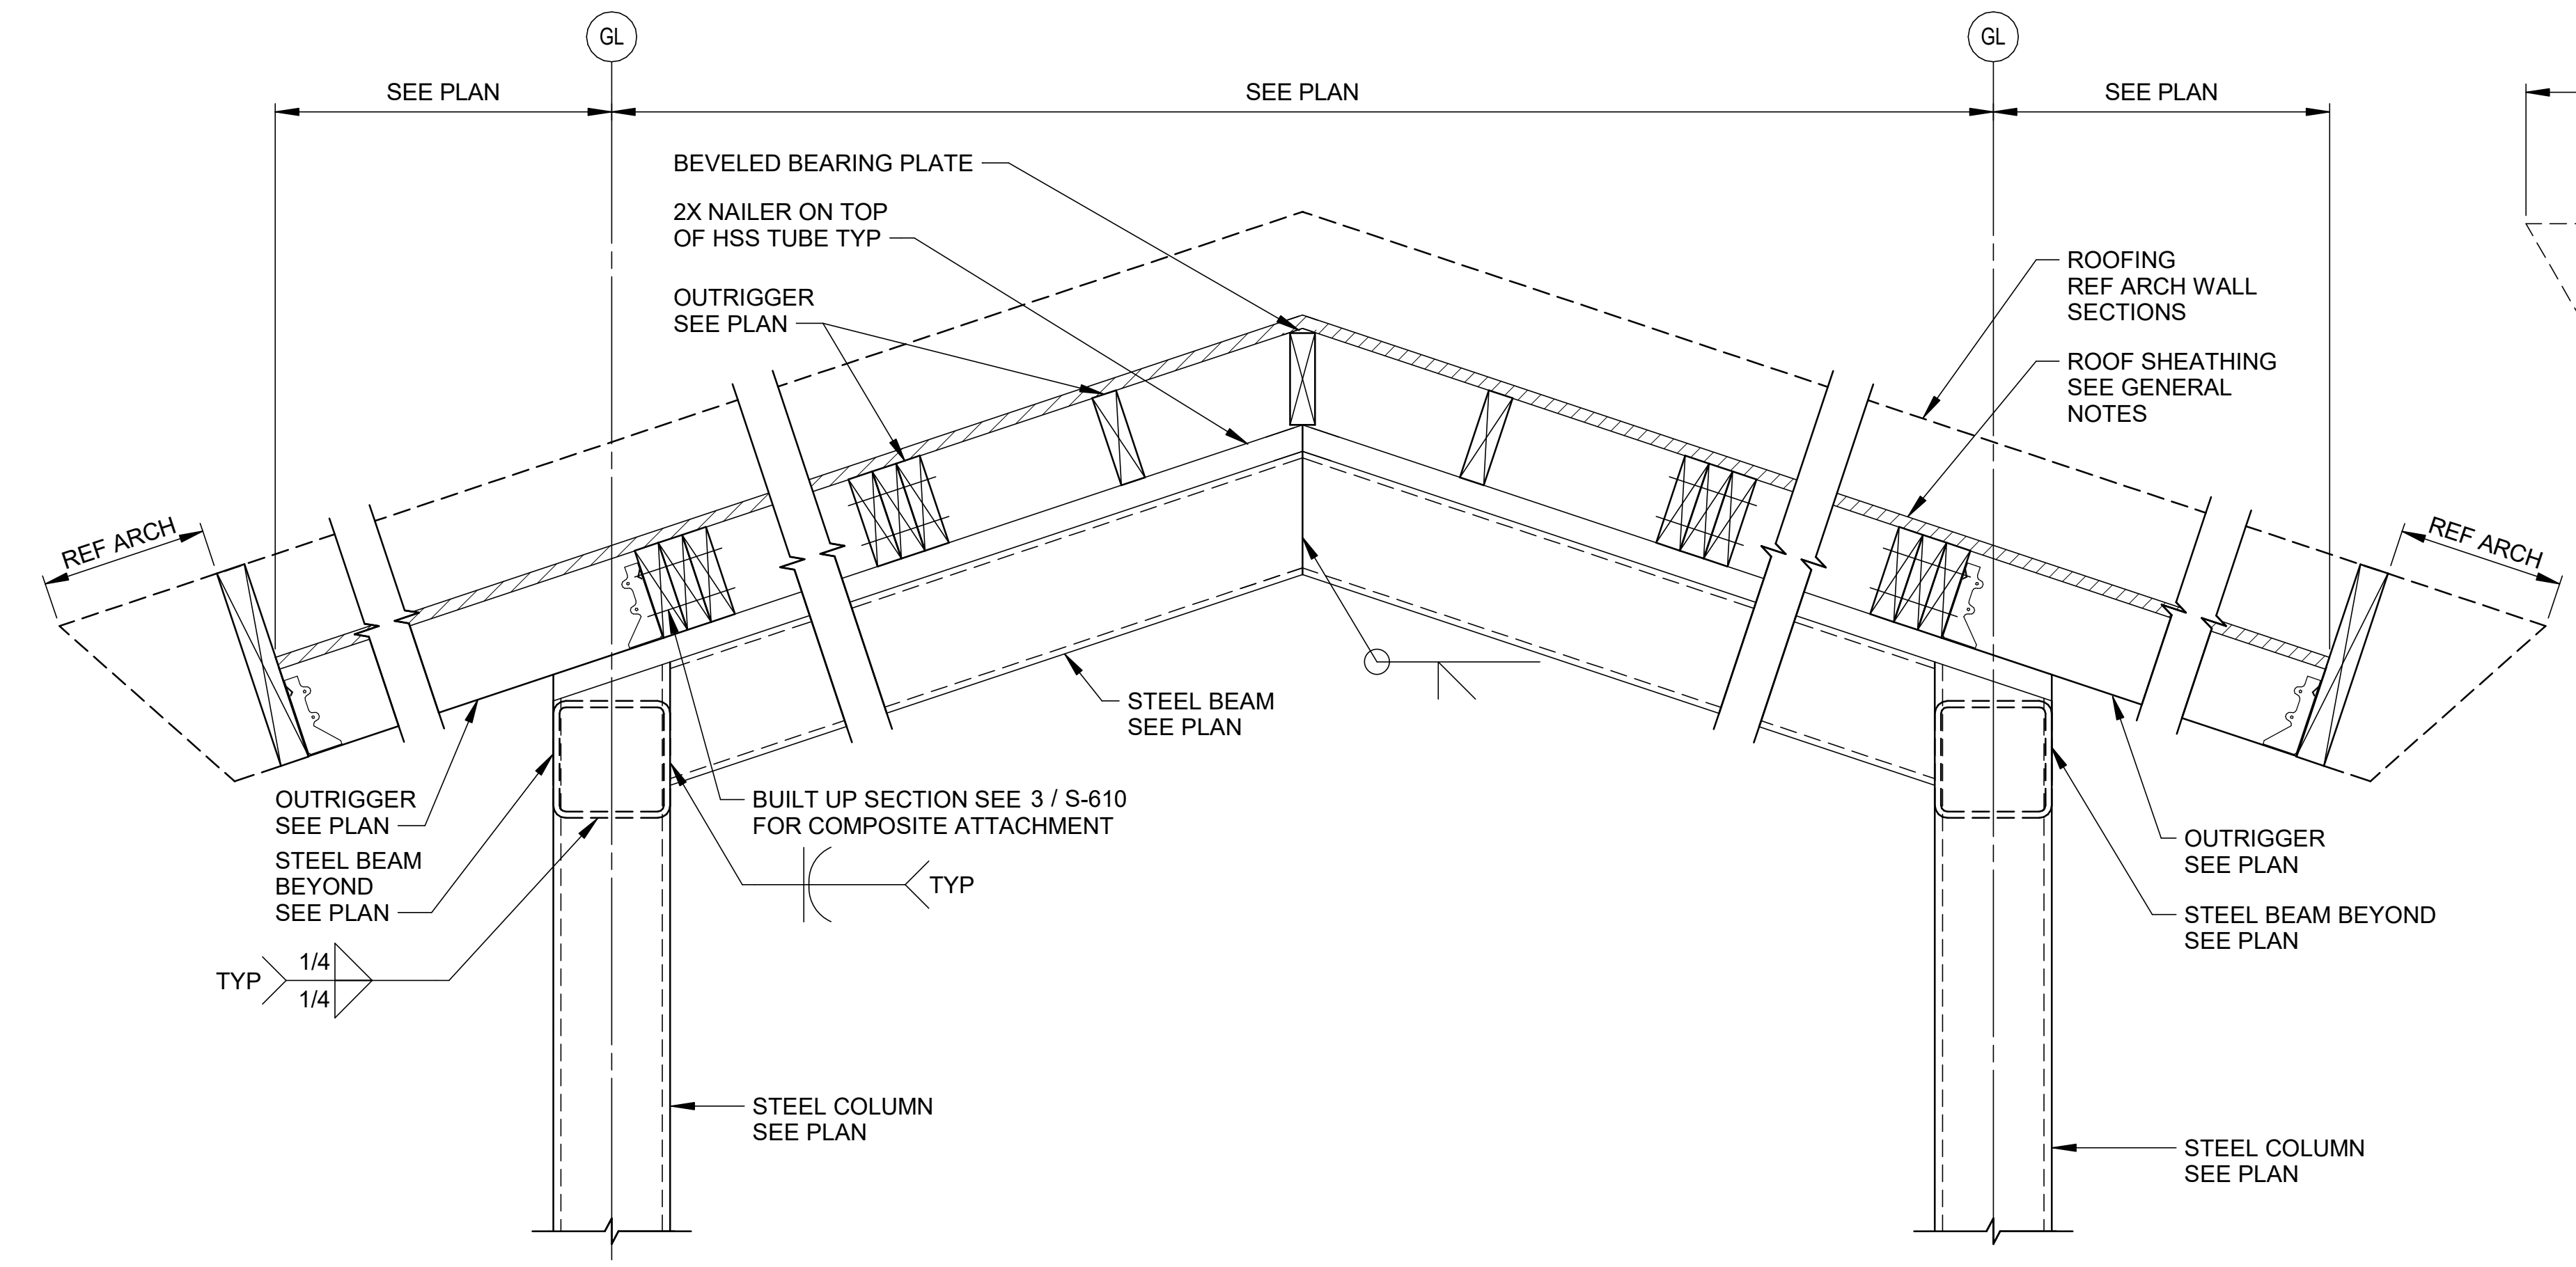 GL
GL
SEE PLAN
SEE PLAN
SEE PLAN
BEVELED BEARING PLATE
2X NAILER ON TOP
OF HSS TUBE TYP
OUTRIGGER
SEE PLAN
ROOFING
REF ARCH WALL
SECTIONS
ROOF SHEATHING
SEE GENERAL
NOTES
REF ARCH
REF ARCH
STEEL BEAM
SEE PLAN
OUTRIGGER
SEE PLAN
STEEL BEAM
BEYOND
SEE PLAN
BUILT UP SECTION SEE 3 / S-610
FOR COMPOSITE ATTACHMENT
TYP
TYP
1/4
1/4
OUTRIGGER
SEE PLAN
STEEL BEAM BEYOND
SEE PLAN
STEEL COLUMN
SEE PLAN
STEEL COLUMN
SEE PLAN